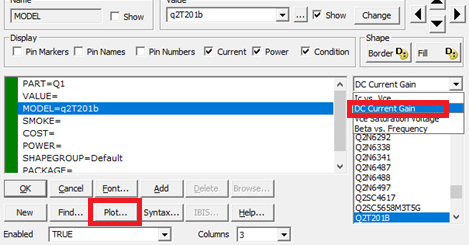 Name
Value
MODEL
Show
q2T201b
...
Show
Change
Display
Pin Markers
Pin Names
Pin Numbers
Current
Power
Condition
Shape
Border
Fill
PART=Q1
VALUE=
MODEL=q2T201b
SMOKE=
COST=
POWER=
SHAPEGROUP=Default
PACKAGE=
DC Current Gain
Ic vs. Vce
DC Current Gain
Vce Saturation Voltage
Beta vs. Frequency
Q2N6292
Q2N6338
Q2N6341
Q2N6487
Q2N6488
Q2N6497
Q2SC4617
Q2SC5658M3T5G
Q2T201B
OK
Cancel
Font...
Add
Delete
Browse...
New
Find...
Plot...
Syntax...
IBIS...
Help...
Enabled
TRUE
Columns
3